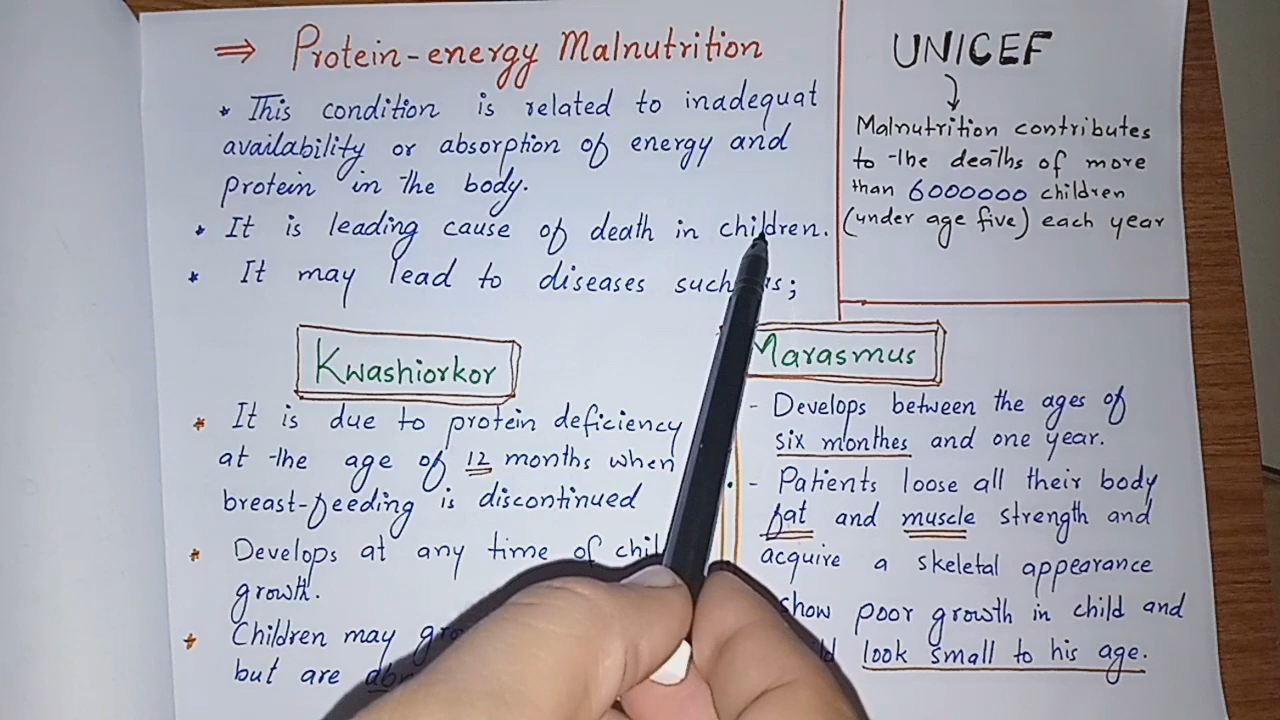 ⇒ Protein-energy Malnutrition
* This condition is related to inadequat
availability or absorption of energy and
protein in the body.
* It is leading cause of death in children.
* It may lead to diseases such as;
UNICEF
↓
Malnutrition contributes
to the deaths of more
than 6000000 children
(under age five) each year
Kwashiorkor
* It is due to protein deficiency
at the age of 12 months when
breast-feeding is discontinued
* Develops at any time of
growth.
* Children may
but are
Marasmus
- Develops between the ages of
six monthes and one year.
- Patients loose all their body
fat and muscle strength and
acquire a skeletal appearance
show poor growth in child and
look small to his age.